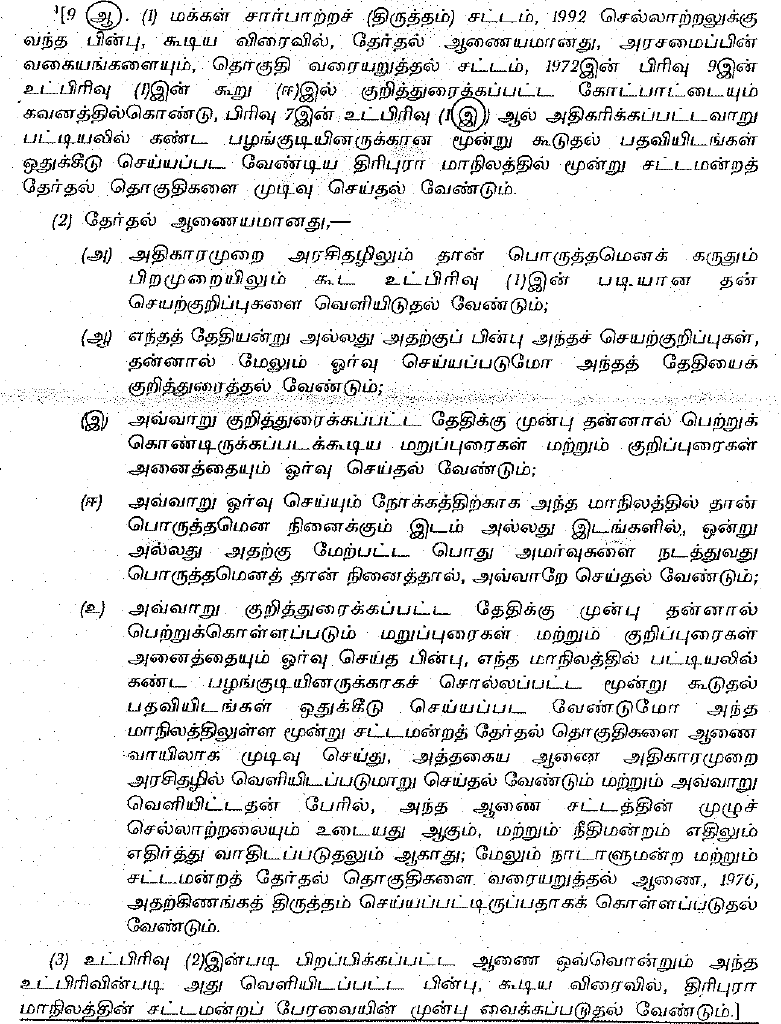 ¹[9 ஆ. (1) மக்கள் சார்பாற்றச் (திருத்தம்) சட்டம், 1992 செல்லாற்றலுக்கு
வந்த பின்பு, கூடிய விரைவில், தேர்தல் ஆணையமானது, அரசமைப்பின்
வகையங்களையும், தொகுதி வரையறுத்தல் சட்டம், 1972இன் பிரிவு 9இன்
உட்பிரிவு (1)இன் கூறு (ஈ)இல் குறித்துரைக்கப்பட்ட கோட்பாட்டையும்
கவனத்தில்கொண்டு, பிரிவு 7இன் உட்பிரிவு (1இ) ஆல் அதிகரிக்கப்பட்டவாறு
பட்டியலில் கண்ட பழங்குடியினருக்கான மூன்று கூடுதல் பதவியிடங்கள்
ஒதுக்கீடு செய்யப்பட வேண்டிய திரிபுரா மாநிலத்தில் மூன்று சட்டமன்றத்
தேர்தல் தொகுதிகளை முடிவு செய்தல் வேண்டும்.
(2) தேர்தல் ஆணையமானது,—
(அ) அதிகாரமுறை அரசிதழிலும் தான் பொருத்தமெனக் கருதும்
பிறமுறையிலும் கூட உட்பிரிவு (1)இன் படியான தன்
செயற்குறிப்புகளை வெளியிடுதல் வேண்டும்;
(ஆ) எந்தத் தேதியன்று அல்லது அதற்குப் பின்பு அந்தச் செயற்குறிப்புகள்,
தன்னால் மேலும் ஓர்வு செய்யப்படுமோ அந்தத் தேதியைக்
குறித்துரைத்தல் வேண்டும்;
(இ) அவ்வாறு குறித்துரைக்கப்பட்ட தேதிக்கு முன்பு தன்னால் பெற்றுக்
கொண்டிருக்கப்படக்கூடிய மறுப்புரைகள் மற்றும் குறிப்புரைகள்
அனைத்தையும் ஓர்வு செய்தல் வேண்டும்;
(ஈ) அவ்வாறு ஓர்வு செய்யும் நோக்கத்திற்காக அந்த மாநிலத்தில் தான்
பொருத்தமென நினைக்கும் இடம் அல்லது இடங்களில், ஒன்று
அல்லது அதற்கு மேற்பட்ட பொது அமர்வுகளை நடத்துவது
பொருத்தமெனத் தான் நினைத்தால், அவ்வாறே செய்தல் வேண்டும்;
(உ) அவ்வாறு குறித்துரைக்கப்பட்ட தேதிக்கு முன்பு தன்னால்
பெற்றுக்கொள்ளப்படும் மறுப்புரைகள் மற்றும் குறிப்புரைகள்
அனைத்தையும் ஓர்வு செய்த பின்பு, எந்த மாநிலத்தில் பட்டியலில்
கண்ட பழங்குடியினருக்காகச் சொல்லப்பட்ட மூன்று கூடுதல்
பதவியிடங்கள் ஒதுக்கீடு செய்யப்பட வேண்டுமோ அந்த
மாநிலத்திலுள்ள மூன்று சட்டமன்றத் தேர்தல் தொகுதிகளை ஆணை
வாயிலாக முடிவு செய்து, அத்தகைய ஆணை அதிகாரமுறை
அரசிதழில் வெளியிடப்படுமாறு செய்தல் வேண்டும் மற்றும் அவ்வாறு
வெளியிட்டதன் பேரில், அந்த ஆணை சட்டத்தின் முழுச்
செல்லாற்றலையும் உடையது ஆகும், மற்றும் நீதிமன்றம் எதிலும்
எதிர்த்து வாதிடப்படுதலும் ஆகாது; மேலும் நாடாளுமன்ற மற்றும்
சட்டமன்றத் தேர்தல் தொகுதிகளை வரையறுத்தல் ஆணை, 1976,
அதற்கிணங்கத் திருத்தம் செய்யப்பட்டிருப்பதாகக் கொள்ளப்படுதல்
வேண்டும்.
(3) உட்பிரிவு (2)இன்படி பிறப்பிக்கப்பட்ட ஆணை ஒவ்வொன்றும் அந்த
உட்பிரிவின்படி அது வெளியிடப்பட்ட பின்பு, கூடிய விரைவில், திரிபுரா
மாநிலத்தின் சட்டமன்றப் பேரவையின் முன்பு வைக்கப்படுதல் வேண்டும்.]